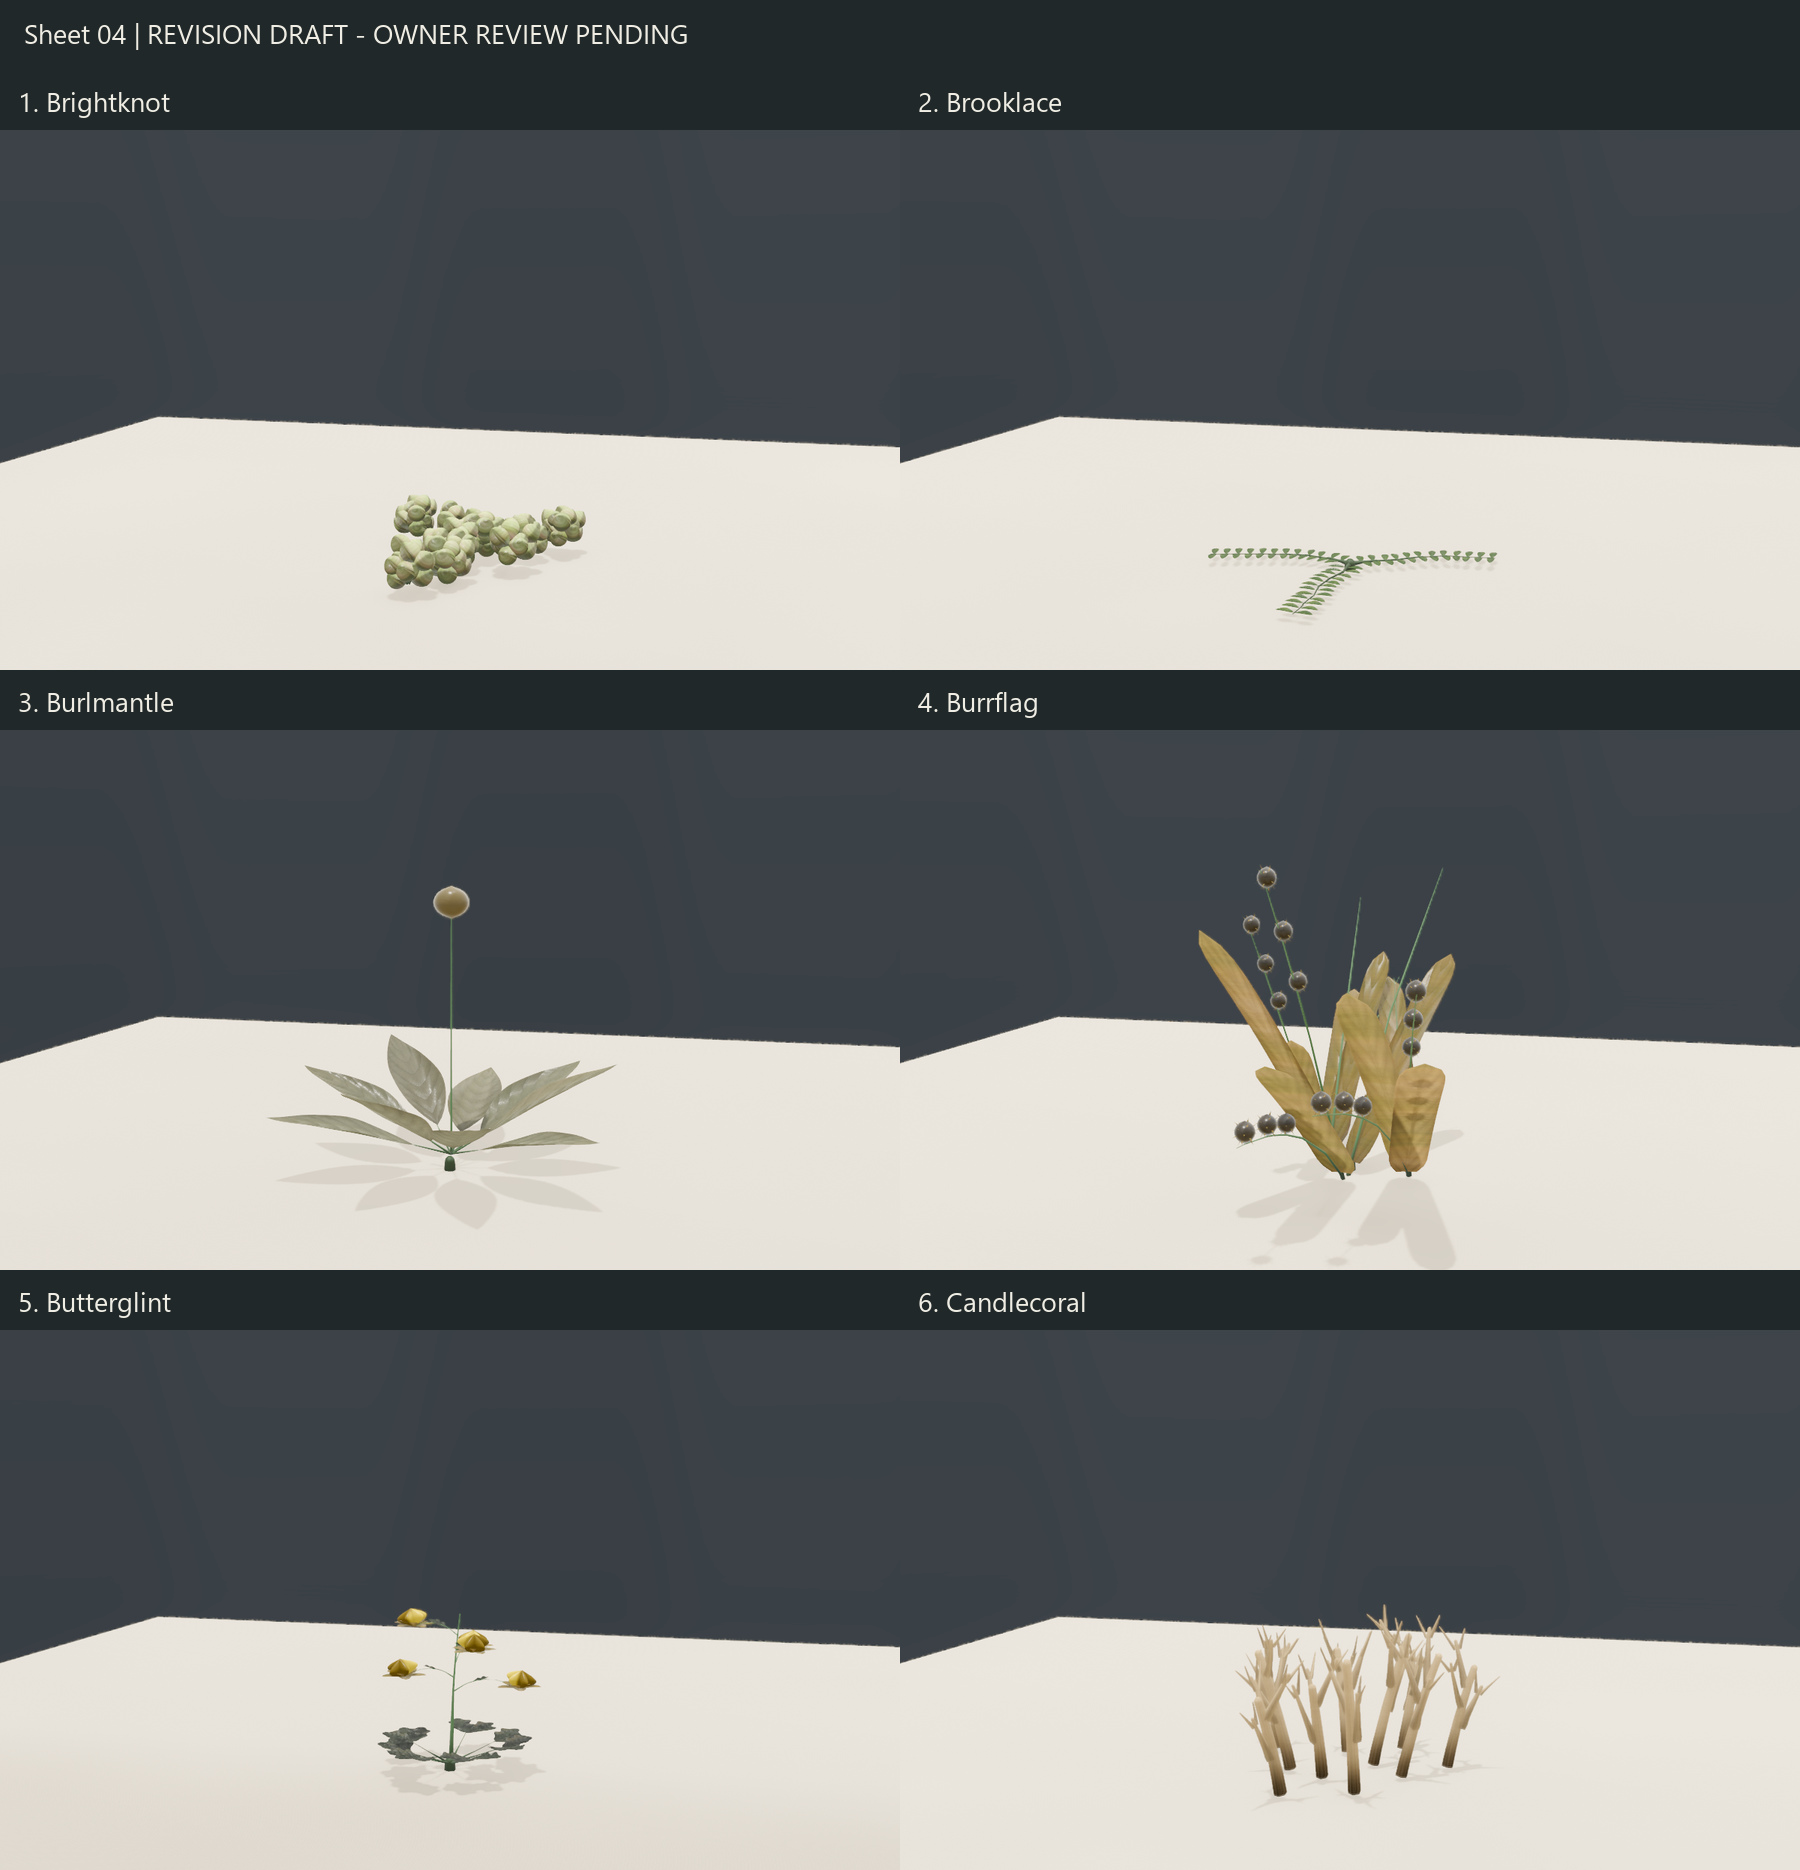 Sheet 04 | REVISION DRAFT - OWNER REVIEW PENDING
1. Brightknot
2. Brooklace
3. Burlmantle
4. Burrflag
5. Butterglint
6. Candlecoral